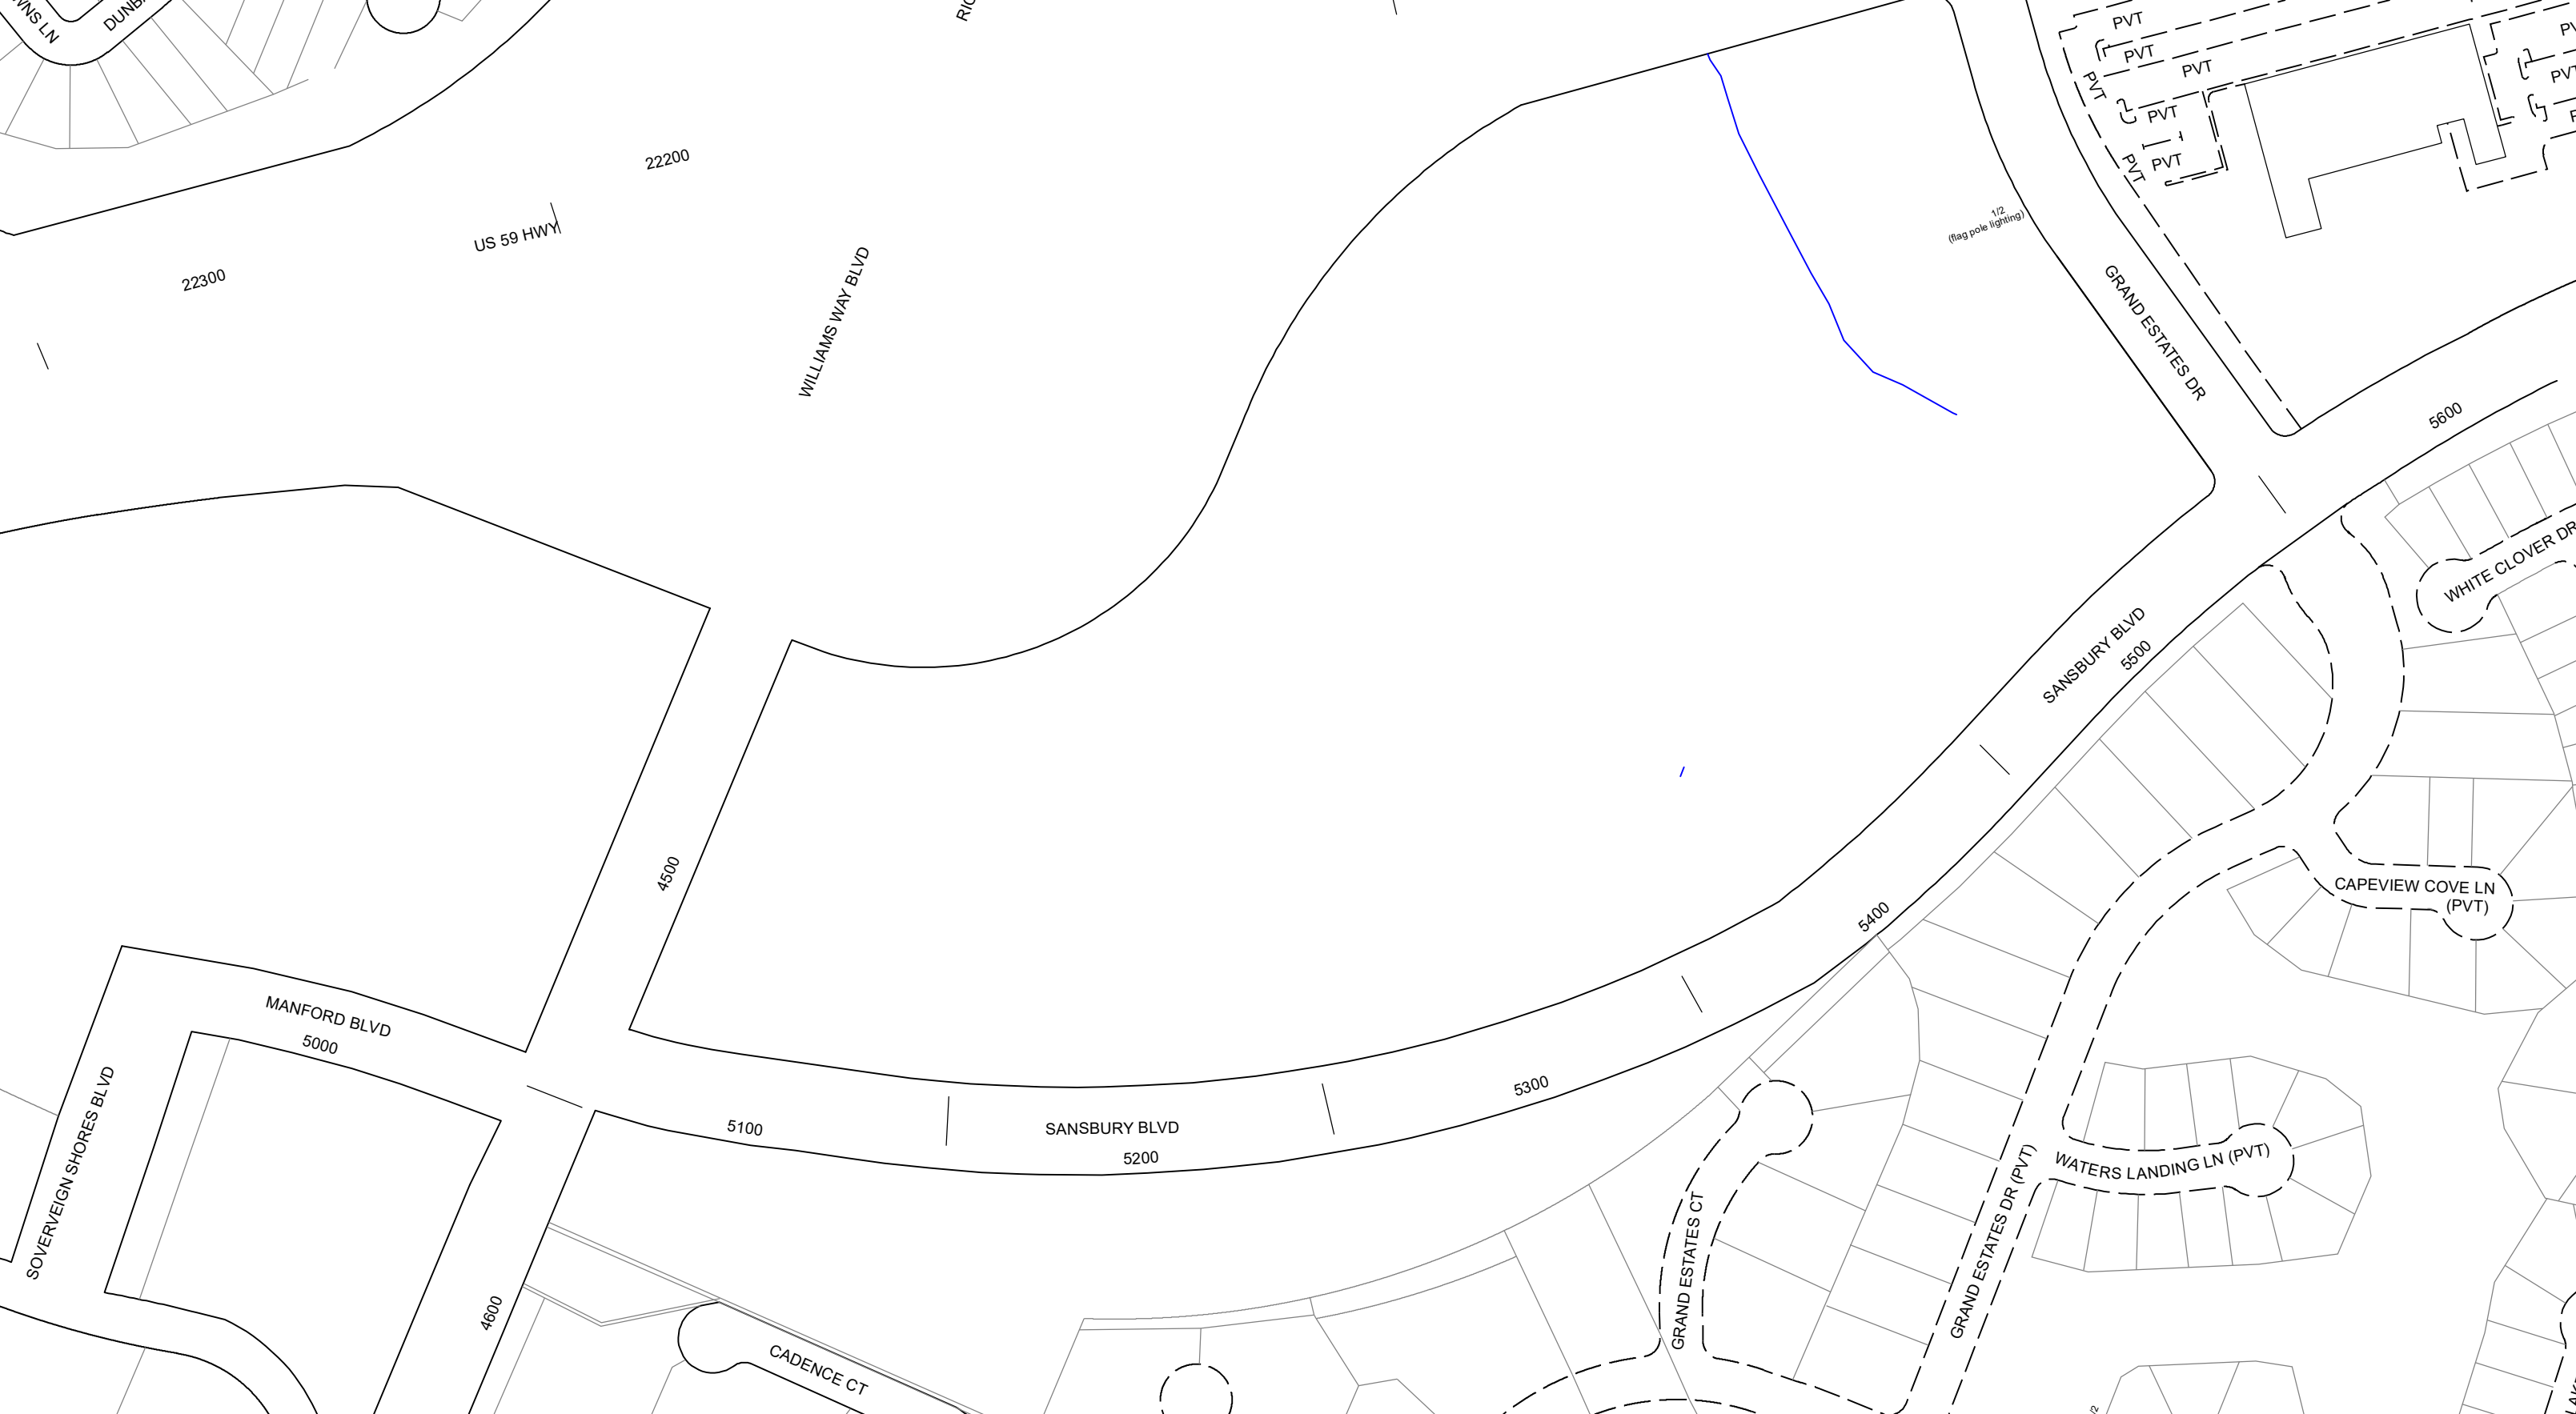 PVT
PVT
PVT
PVT
PVT
PVT
PVT
22200
US 59 HWY
22300
WILLIAMS WAY BLVD
1/2
(flag pole lighting)
GRAND ESTATES DR
5600
WHITE CLOVER DR
SANSBURY BLVD
5500
4500
CAPEVIEW COVE LN
(PVT)
5400
MANFORD BLVD
5000
SOVERVEIGN SHORES BLVD
5100
SANSBURY BLVD
5200
5300
WATERS LANDING LN (PVT)
GRAND ESTATES CT
GRAND ESTATES DR (PVT)
4600
CADENCE CT